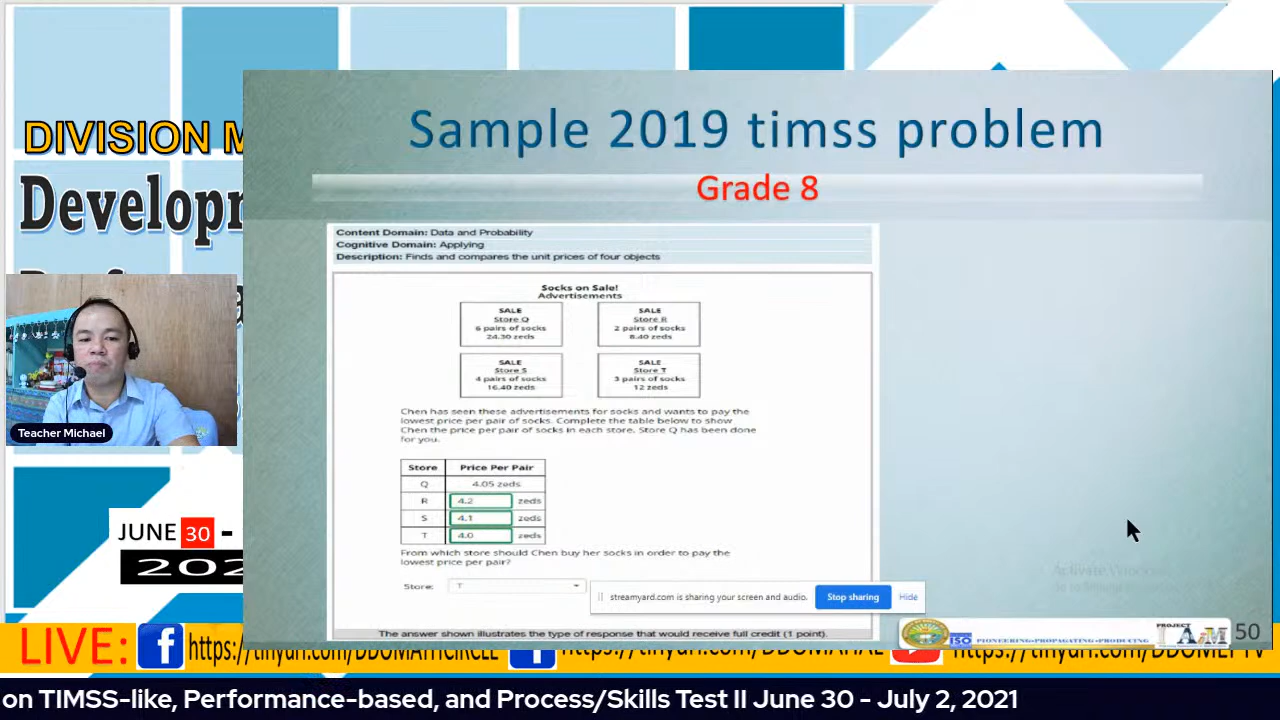 Sample 2019 timss problem
Grade 8
DIVISION M
Develop
Content Domain: Data and Probability
Cognitive Domain: Applying
Description: Finds and compares the unit prices of four objects
Socks on Sale!
Advertisements
SALE
Store Q
6 pairs of socks
24.30 zeds
SALE
Store R
2 pairs of socks
8.40 zeds
SALE
Store S
4 pairs of socks
16.40 zeds
SALE
Store T
3 pairs of socks
12 zeds
Chen has seen these advertisements for socks and wants to pay the
lowest price per pair of socks. Complete the table below to show
Chen the price per pair of socks in each store. Store Q has been done
for you.
Store Price Per Pair
Q 4.05 zeds
R 4.2 zeds
S 4.1 zeds
T 4.0 zeds
From which store should Chen buy her socks in order to pay the
lowest price per pair?
Store: T
The answer shown illustrates the type of response that would receive full credit (1 point).
streamyard.com is sharing your screen and audio. Stop sharing Hide
Teacher Michael
JUNE 30 -
202
Activate Windows
ISO PIONEERING•PROPAGATING•PRODUCING PROJECT 50
LIVE: https://tinyurl.com/DDOMATHCIRCLE
on TIMSS-like, Performance-based, and Process/Skills Test II June 30 - July 2, 2021